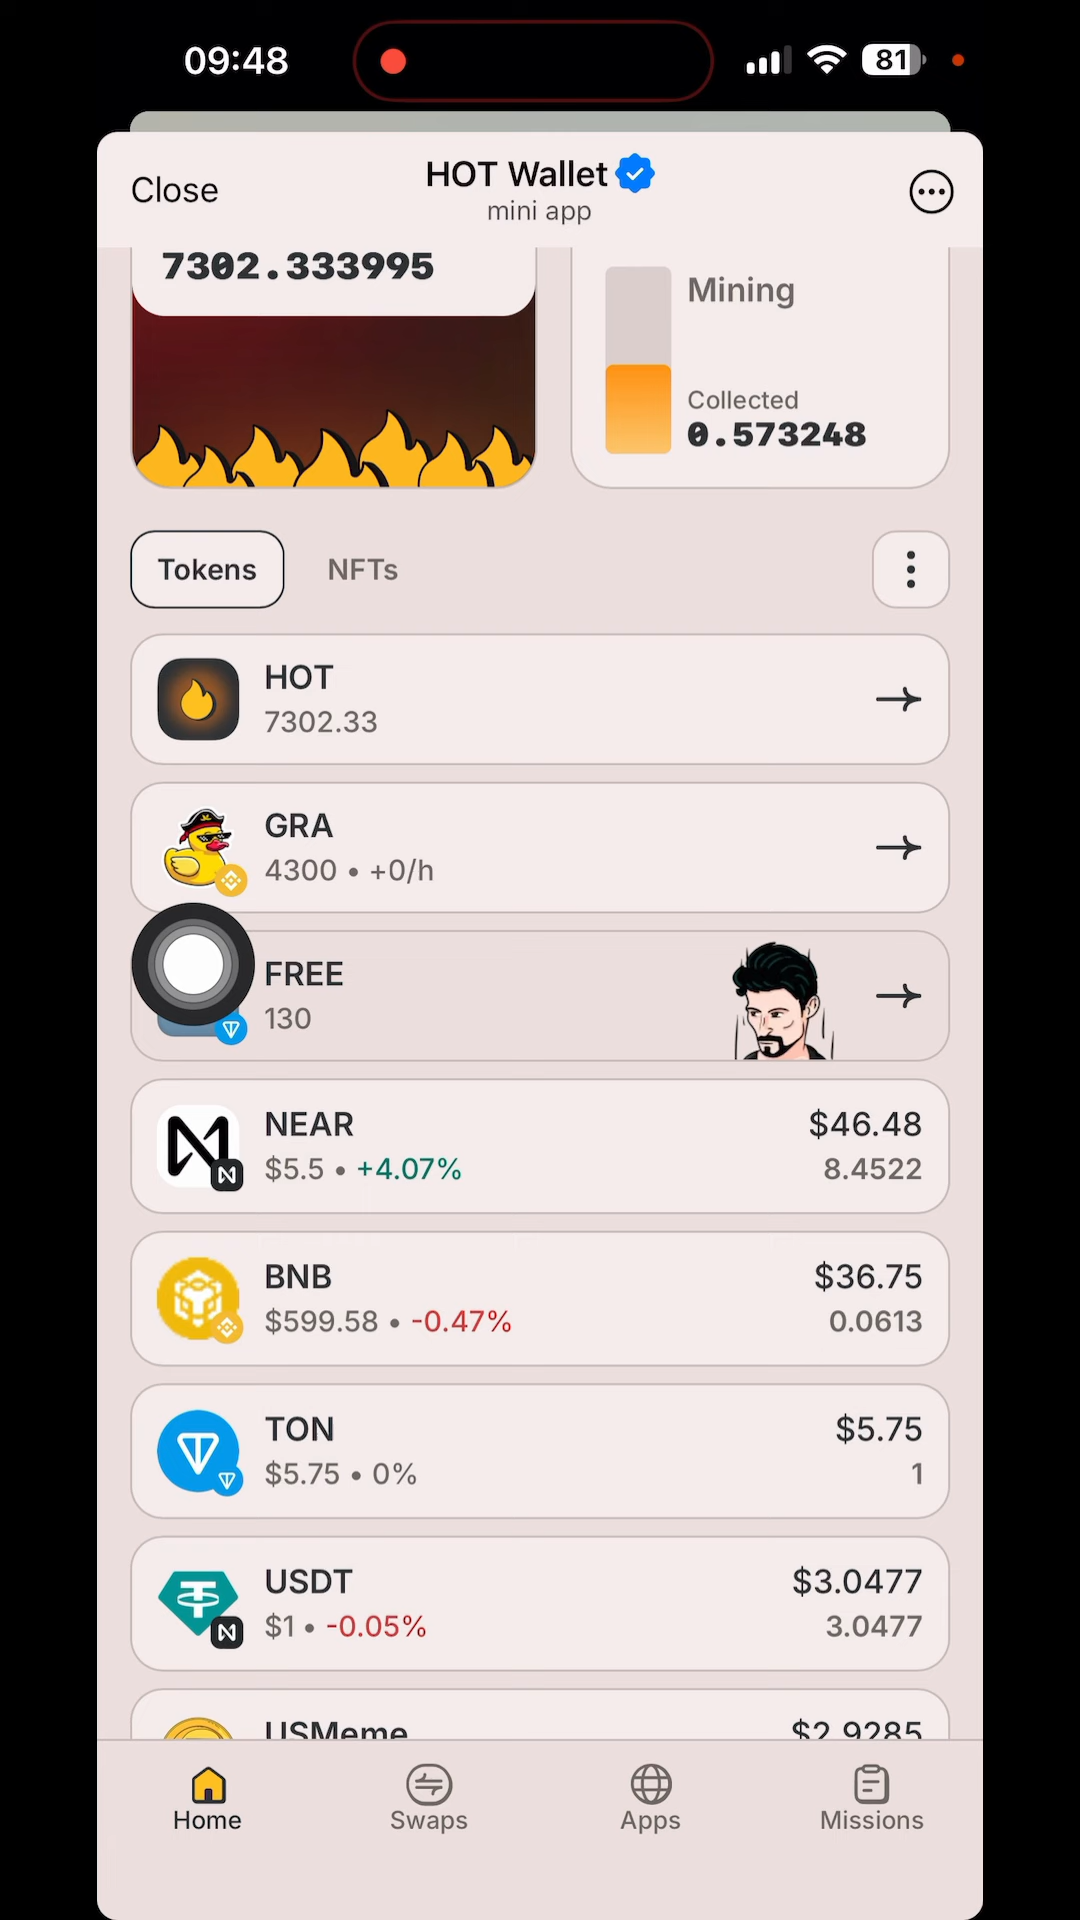 09:48
81
Close
HOT Wallet
mini app
7302.333995
Mining
Collected
0.573248
Tokens
NFTs
HOT
7302.33
GRA
4300 • +0/h
FREE
130
NEAR
$46.48
$5.5 • +4.07%
8.4522
BNB
$36.75
$599.58 • -0.47%
0.0613
TON
$5.75
$5.75 • 0%
1
USDT
$3.0477
$1 • -0.05%
3.0477
USMeme
$2.9285
Home
Swaps
Apps
Missions